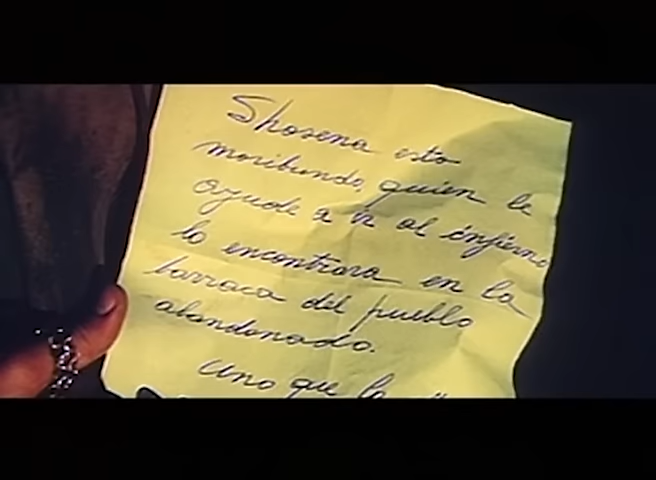 Shosena esta
moribundo, quien le
ayude a ir al infierno
lo encontrara en la
barraca del pueblo
abandonado.
Uno que lo